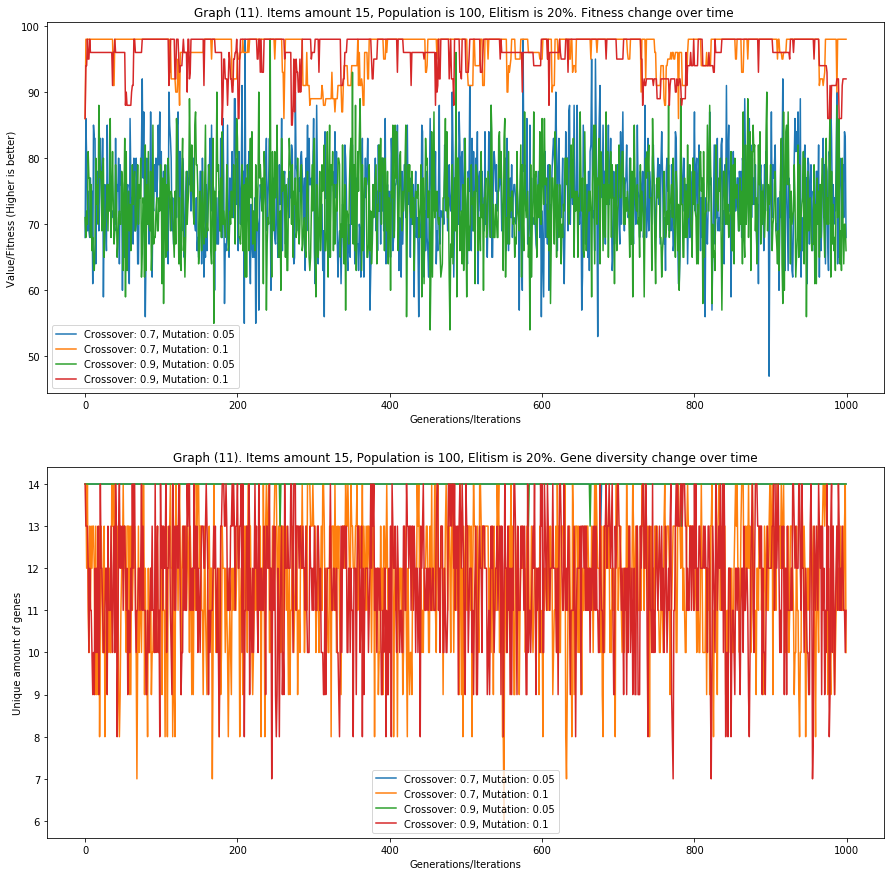 Graph (11). Items amount 15, Population is 100, Elitism is 20%. Fitness change over time
100
90
80
70
60
50
Value/Fitness (Higher is better)
Crossover: 0.7, Mutation: 0.05
Crossover: 0.7, Mutation: 0.1
Crossover: 0.9, Mutation: 0.05
Crossover: 0.9, Mutation: 0.1
0 200 400 600 800 1000
Generations/Iterations
Graph (11). Items amount 15, Population is 100, Elitism is 20%. Gene diversity change over time
14
13
12
11
10
9
8
7
6
Unique amount of genes
Crossover: 0.7, Mutation: 0.05
Crossover: 0.7, Mutation: 0.1
Crossover: 0.9, Mutation: 0.05
Crossover: 0.9, Mutation: 0.1
0 200 400 600 800 1000
Generations/Iterations